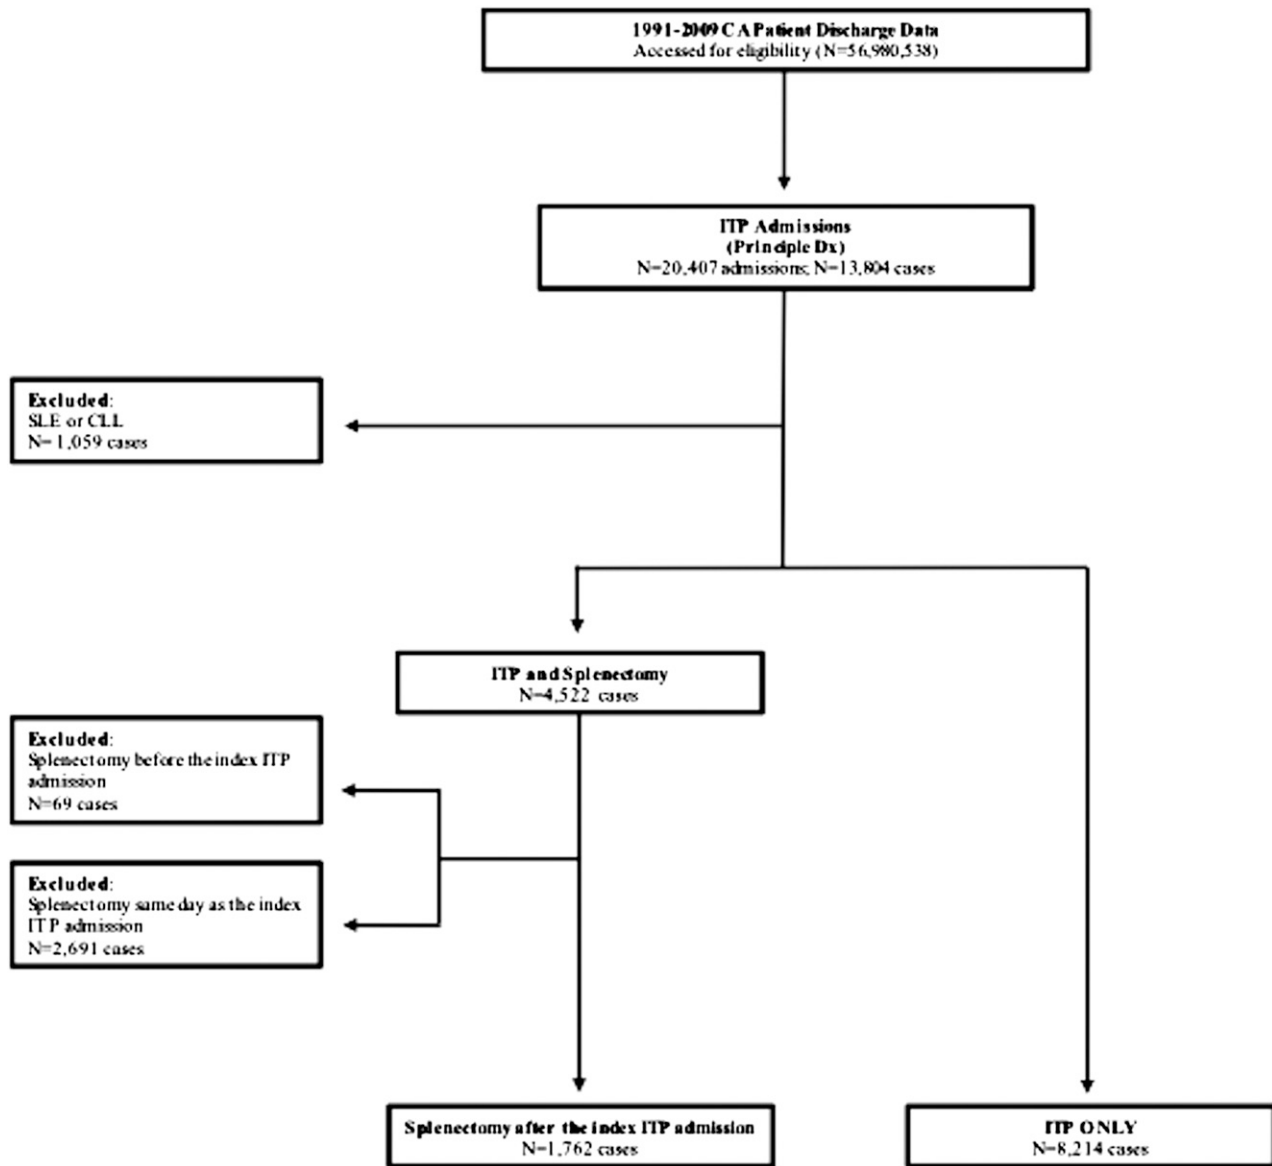 1991-2009 CA Patient Discharge Data
Accessed for eligibility (N=56,980,538)
ITP Admissions
(Principle Dx)
N=20,407 admissions; N=13,804 cases
Excluded:
SLE or CLL
N= 1,059 cases
ITP and Splenectomy
N=4,522 cases
Excluded:
Splenectomy before the index ITP
admission
N=69 cases
Excluded:
Splenectomy same day as the index
ITP admission
N=2,691 cases
Splenectomy after the index ITP admission
N=1,762 cases
ITP ONLY
N=8,214 cases